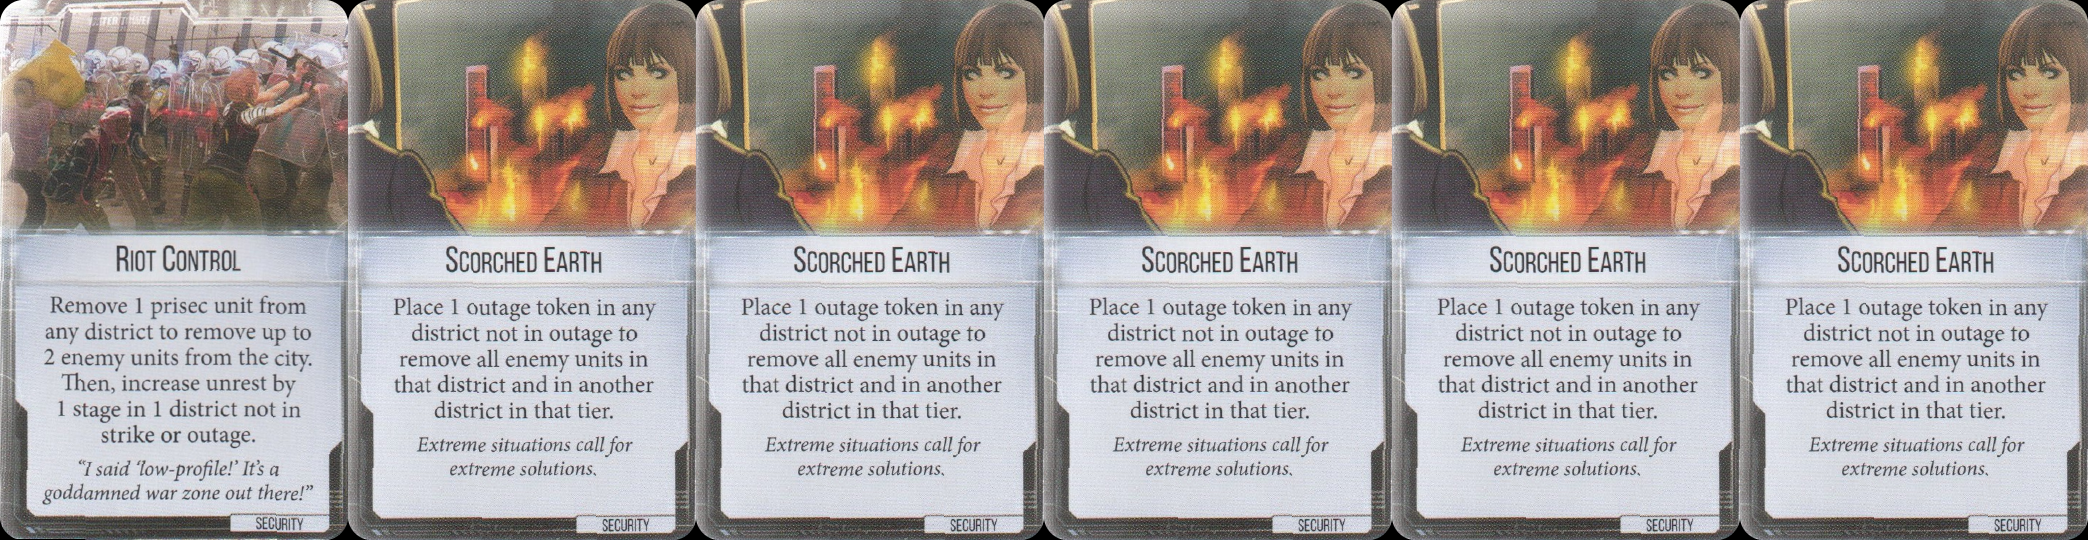 RIOT CONTROL
Remove 1 prisec unit from
any district to remove up to
2 enemy units from the city.
Then, increase unrest by
1 stage in 1 district not in
strike or outage.
“I said ‘low-profile!’ It’s a
goddamned war zone out there!”
SECURITY
SCORCHED EARTH
Place 1 outage token in any
district not in outage to
remove all enemy units in
that district and in another
district in that tier.
Extreme situations call for
extreme solutions.
SECURITY
SCORCHED EARTH
Place 1 outage token in any
district not in outage to
remove all enemy units in
that district and in another
district in that tier.
Extreme situations call for
extreme solutions.
SECURITY
SCORCHED EARTH
Place 1 outage token in any
district not in outage to
remove all enemy units in
that district and in another
district in that tier.
Extreme situations call for
extreme solutions.
SECURITY
SCORCHED EARTH
Place 1 outage token in any
district not in outage to
remove all enemy units in
that district and in another
district in that tier.
Extreme situations call for
extreme solutions.
SECURITY
SCORCHED EARTH
Place 1 outage token in any
district not in outage to
remove all enemy units in
that district and in another
district in that tier.
Extreme situations call for
extreme solutions.
SECURITY